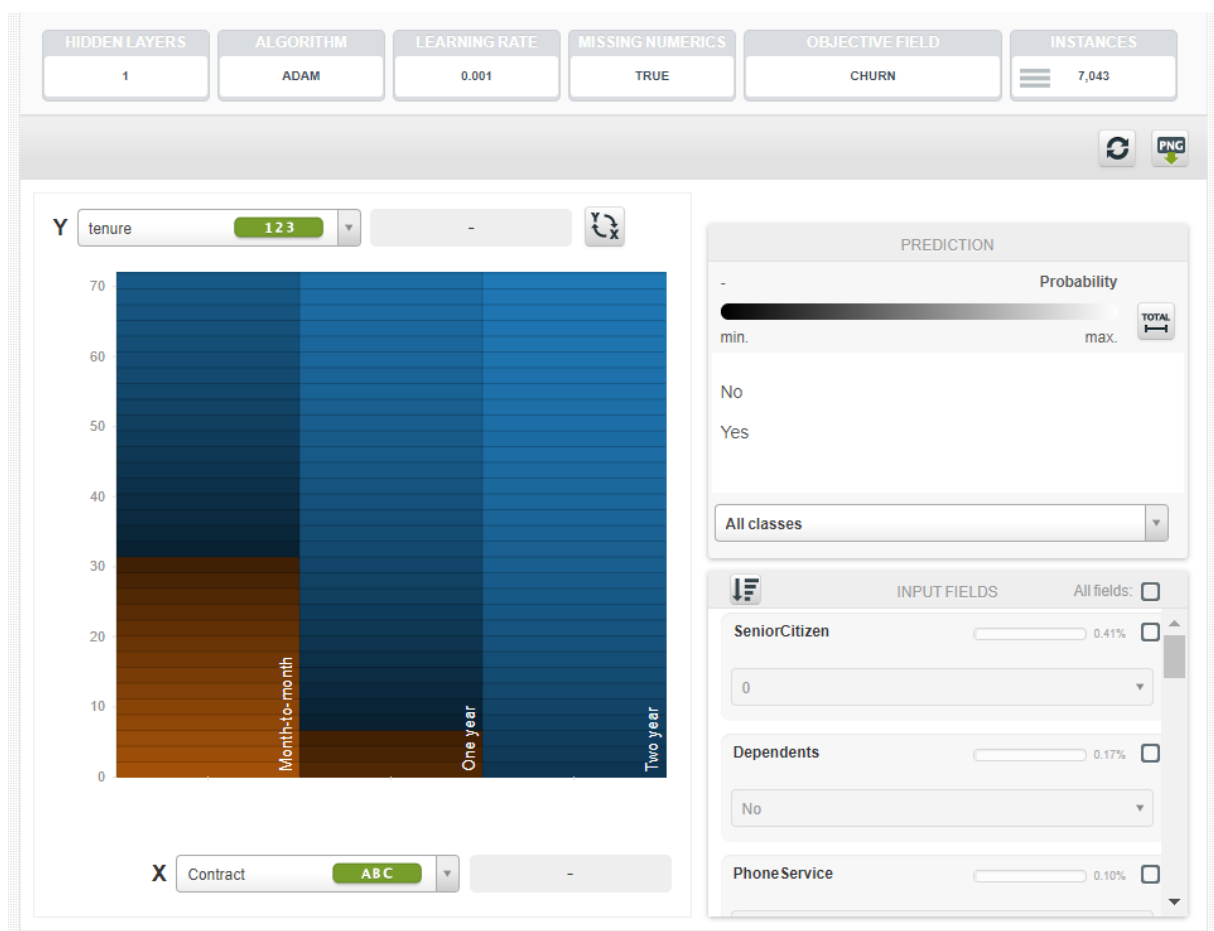 HIDDEN LAYERS ALGORITHM LEARNING RATE MISSING NUMERICS OBJECTIVE FIELD INSTANCES
1 ADAM 0.001 TRUE CHURN 7,043
PNG
Y tenure 123 - Y X
PREDICTION
- Probability
TOTAL
min. max.
No
Yes
All classes
70
60
50
40
30
20
10
0
Month-to-month
One year
Two year
INPUT FIELDS All fields:
SeniorCitizen 0.41%
0
Dependents 0.17%
No
PhoneService 0.10%
X Contract ABC -